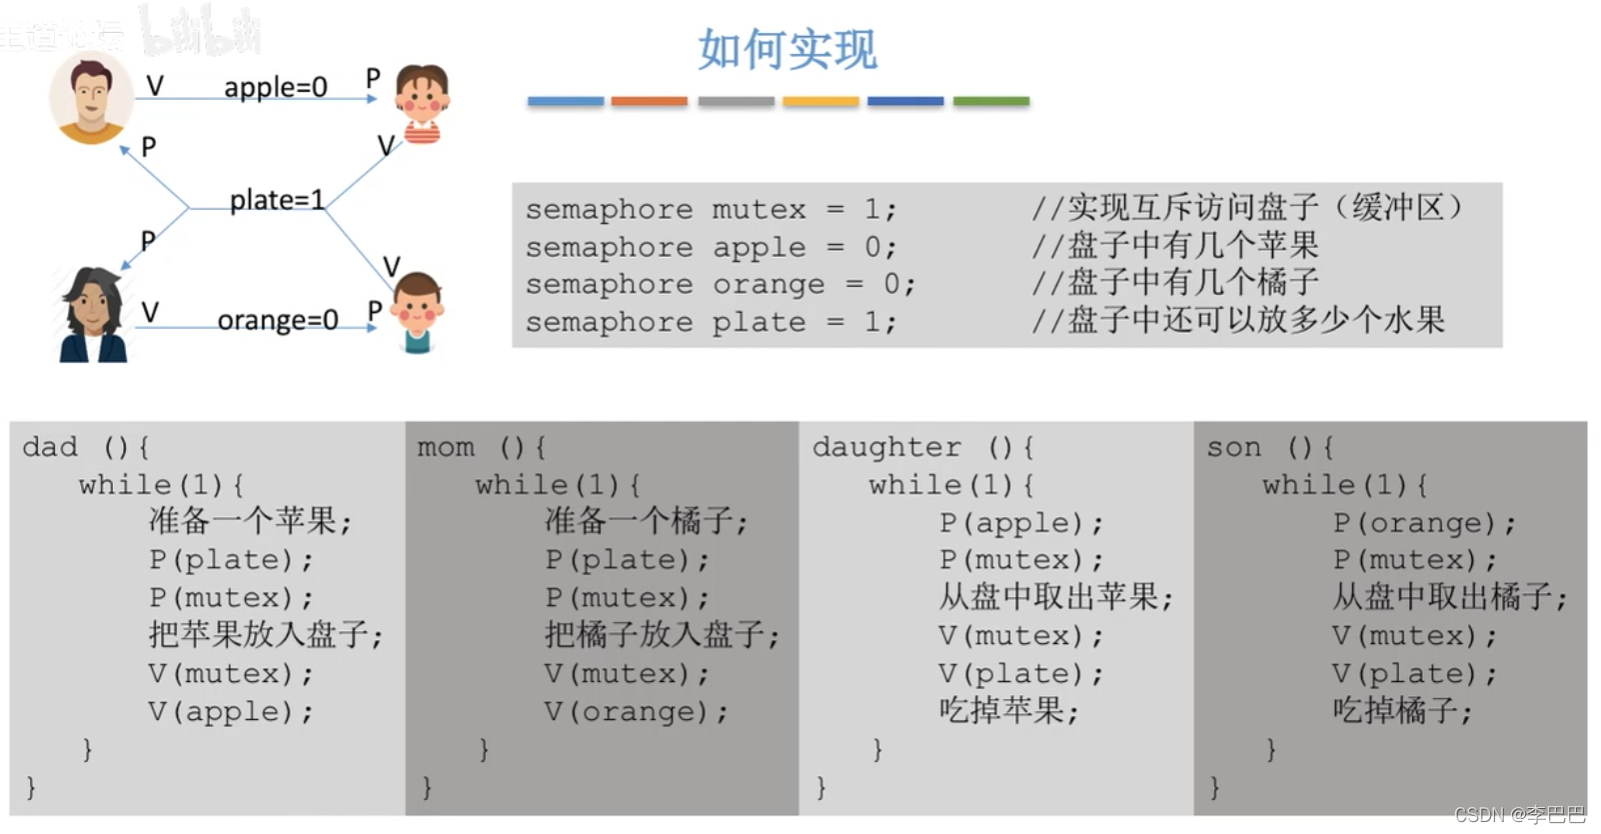 王道论坛 bilibili
如何实现
V apple=0 P
P V
plate=1
P V
V orange=0 P
semaphore mutex = 1; //实现互斥访问盘子（缓冲区）
semaphore apple = 0; //盘子中有几个苹果
semaphore orange = 0; //盘子中有几个橘子
semaphore plate = 1; //盘子中还可以放多少个水果
dad (){
while(1){
准备一个苹果;
P(plate);
P(mutex);
把苹果放入盘子;
V(mutex);
V(apple);
}
}
mom (){
while(1){
准备一个橘子;
P(plate);
P(mutex);
把橘子放入盘子;
V(mutex);
V(orange);
}
}
daughter (){
while(1){
P(apple);
P(mutex);
从盘中取出苹果;
V(mutex);
V(plate);
吃掉苹果;
}
}
son (){
while(1){
P(orange);
P(mutex);
从盘中取出橘子;
V(mutex);
V(plate);
吃掉橘子;
}
}
CSDN @李巴巴